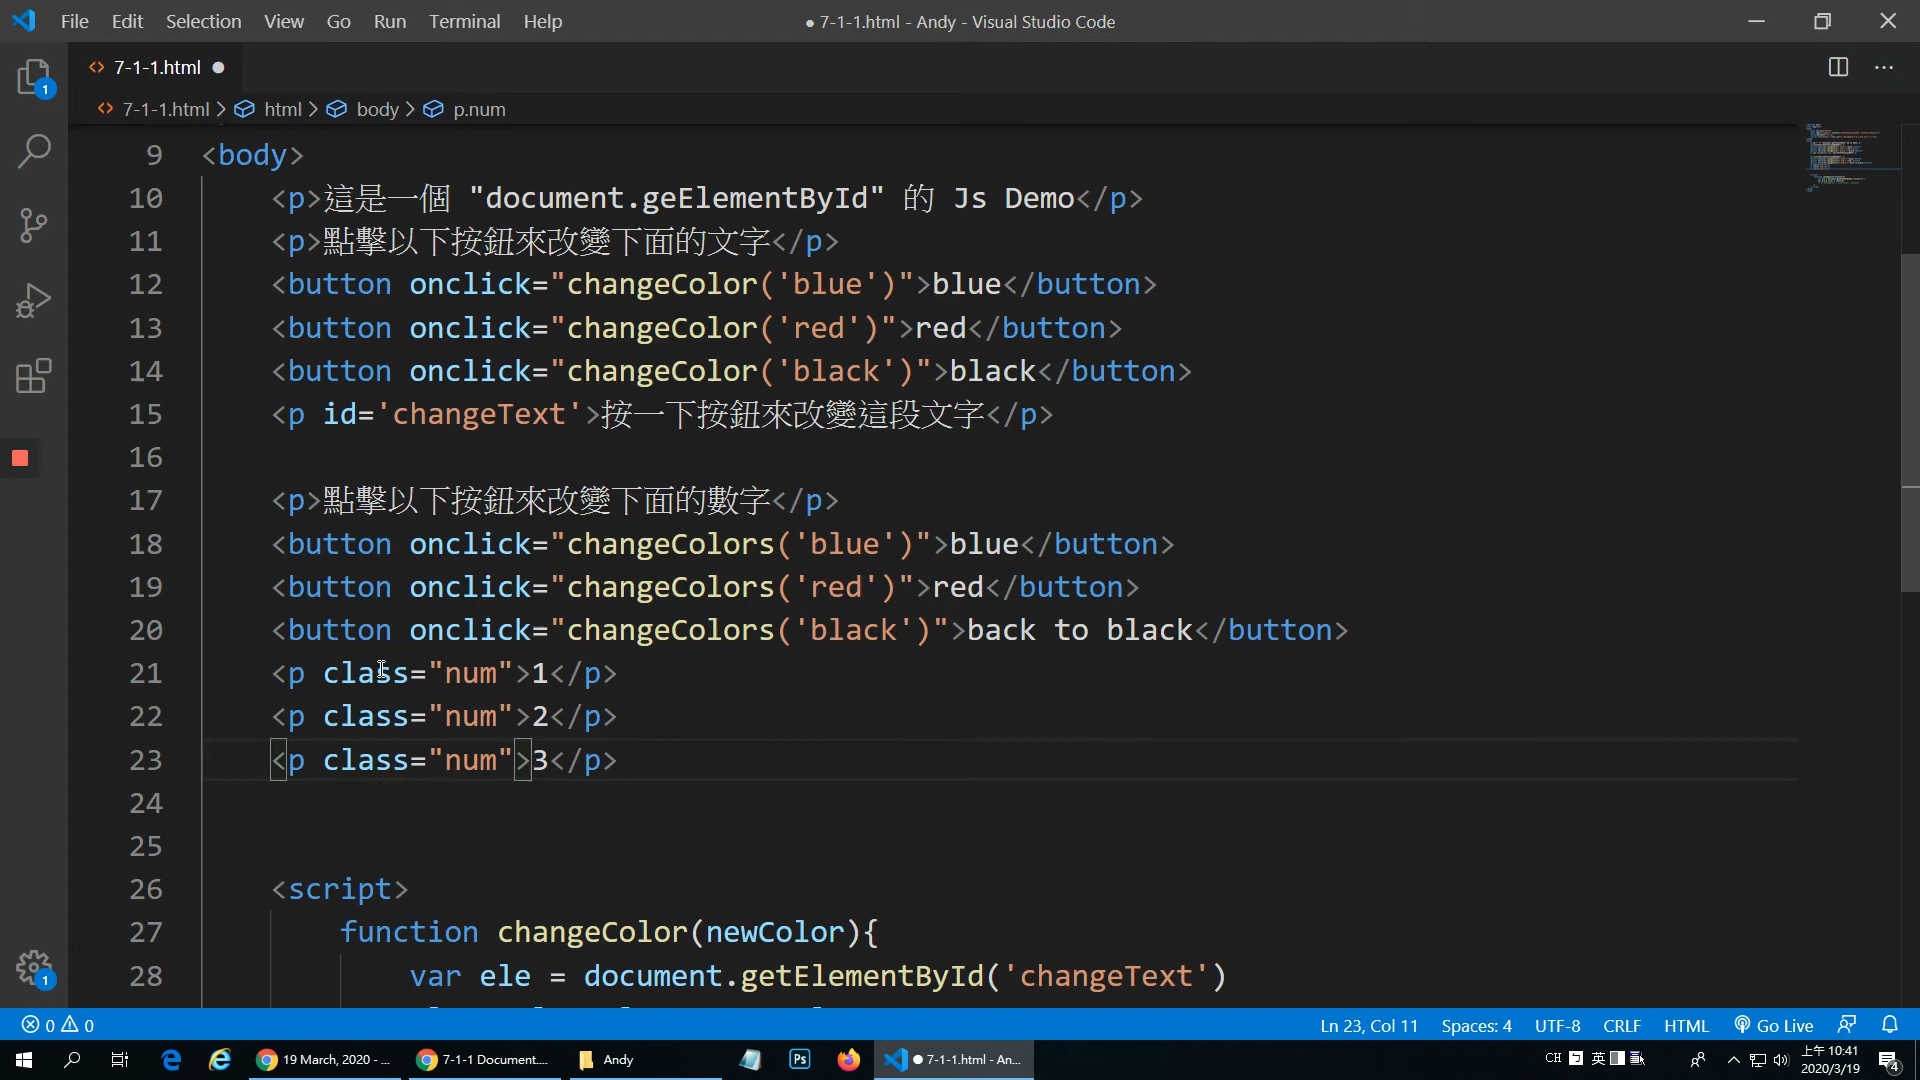 File Edit Selection View Go Run Terminal Help
● 7-1-1.html - Andy - Visual Studio Code
7-1-1.html ●
7-1-1.html > html > body > p.num
9 <body>
10 <p>這是一個 "document.geElementById" 的 Js Demo</p>
11 <p>點擊以下按鈕來改變下面的文字</p>
12 <button onclick="changeColor('blue')">blue</button>
13 <button onclick="changeColor('red')">red</button>
14 <button onclick="changeColor('black')">black</button>
15 <p id='changeText'>按一下按鈕來改變這段文字</p>
16
17 <p>點擊以下按鈕來改變下面的數字</p>
18 <button onclick="changeColors('blue')">blue</button>
19 <button onclick="changeColors('red')">red</button>
20 <button onclick="changeColors('black')">back to black</button>
21 <p class="num">1</p>
22 <p class="num">2</p>
23 <p class="num">3</p>
24
25
26 <script>
27 function changeColor(newColor){
28 var ele = document.getElementById('changeText')
1
1
0 0
Ln 23, Col 11 Spaces: 4 UTF-8 CRLF HTML Go Live
19 March, 2020 - ...
7-1-1 Document....
Andy
Ps
● 7-1-1.html - An...
CH 英
上午 10:41
2020/3/19
4